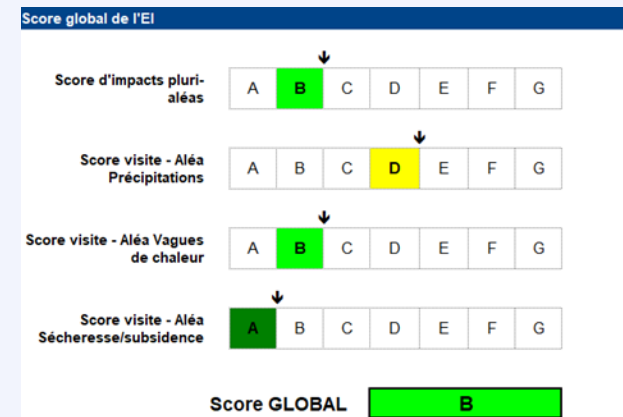 Score global de l'EI
Score d'impacts pluri-
aléas
A B C D E F G
Score visite - Aléa
Précipitations
A B C D E F G
Score visite - Aléa Vagues
de chaleur
A B C D E F G
Score visite - Aléa
Sécheresse/subsidence
A B C D E F G
Score GLOBAL B